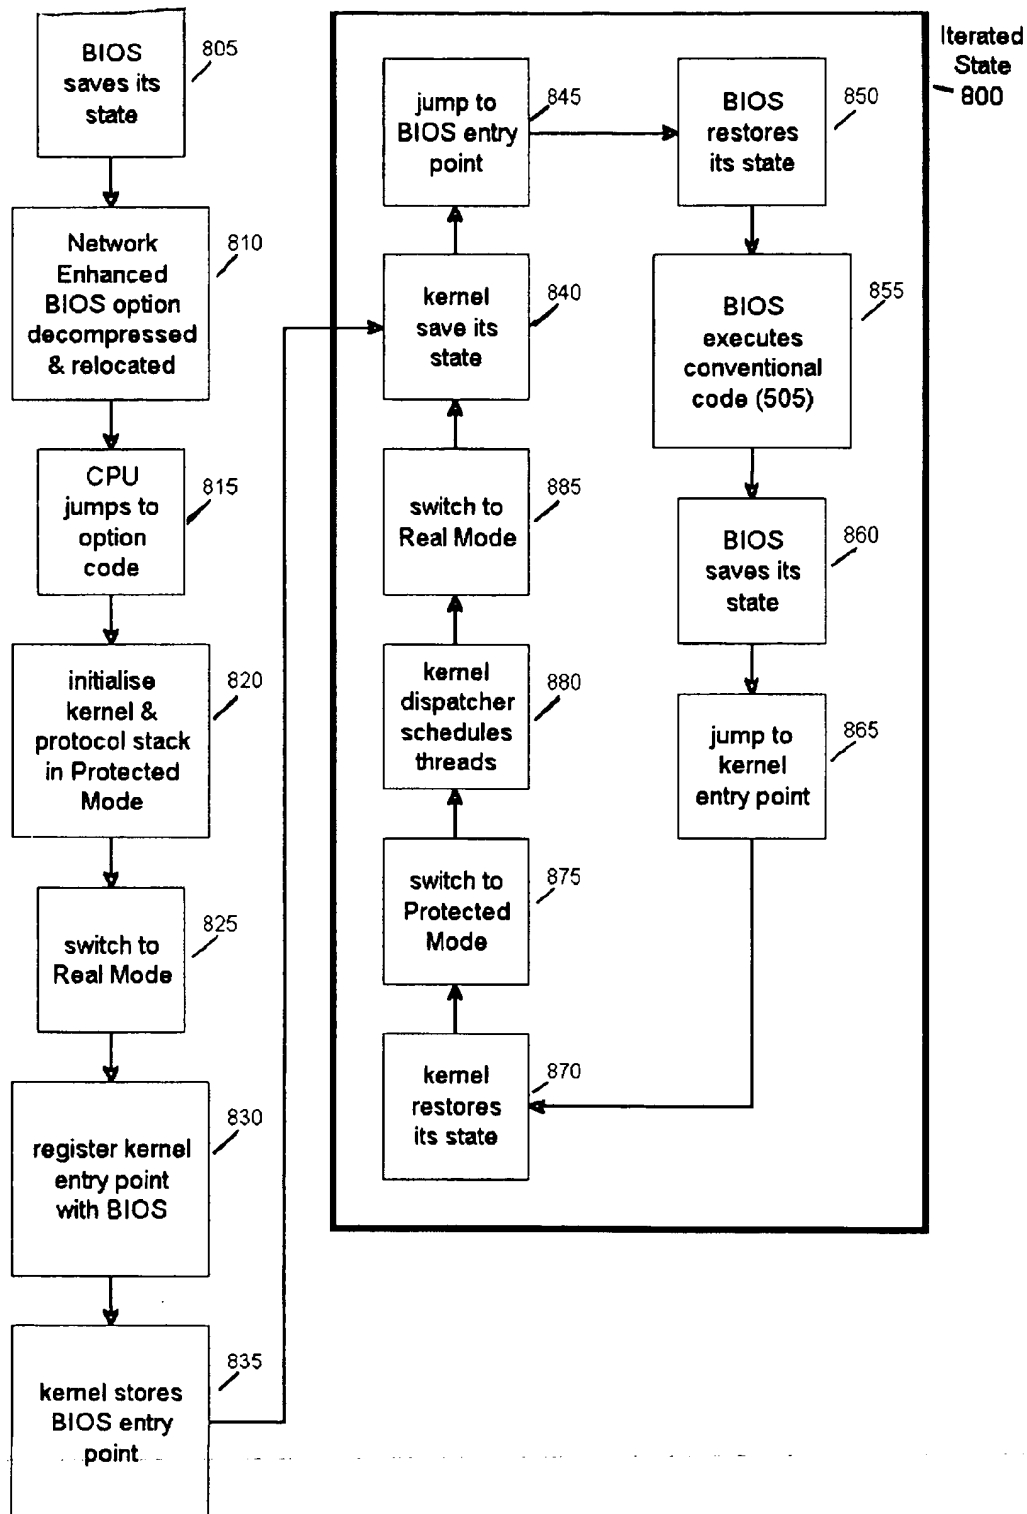 BIOS
saves its
state
805
Network
Enhanced
BIOS option
decompressed
& relocated
810
CPU
jumps to
option
code
815
initialise
kernel &
protocol stack
in Protected
Mode
820
switch to
Real Mode
825
register kernel
entry point
with BIOS
830
kernel stores
BIOS entry
point
835
Iterated
State
800
jump to
BIOS entry
point
845
BIOS
restores
its state
850
kernel
save its
state
840
BIOS
executes
conventional
code (505)
855
switch to
Real Mode
885
BIOS
saves its
state
860
kernel
dispatcher
schedules
threads
880
jump to
kernel
entry point
865
switch to
Protected
Mode
875
kernel
restores
its state
870